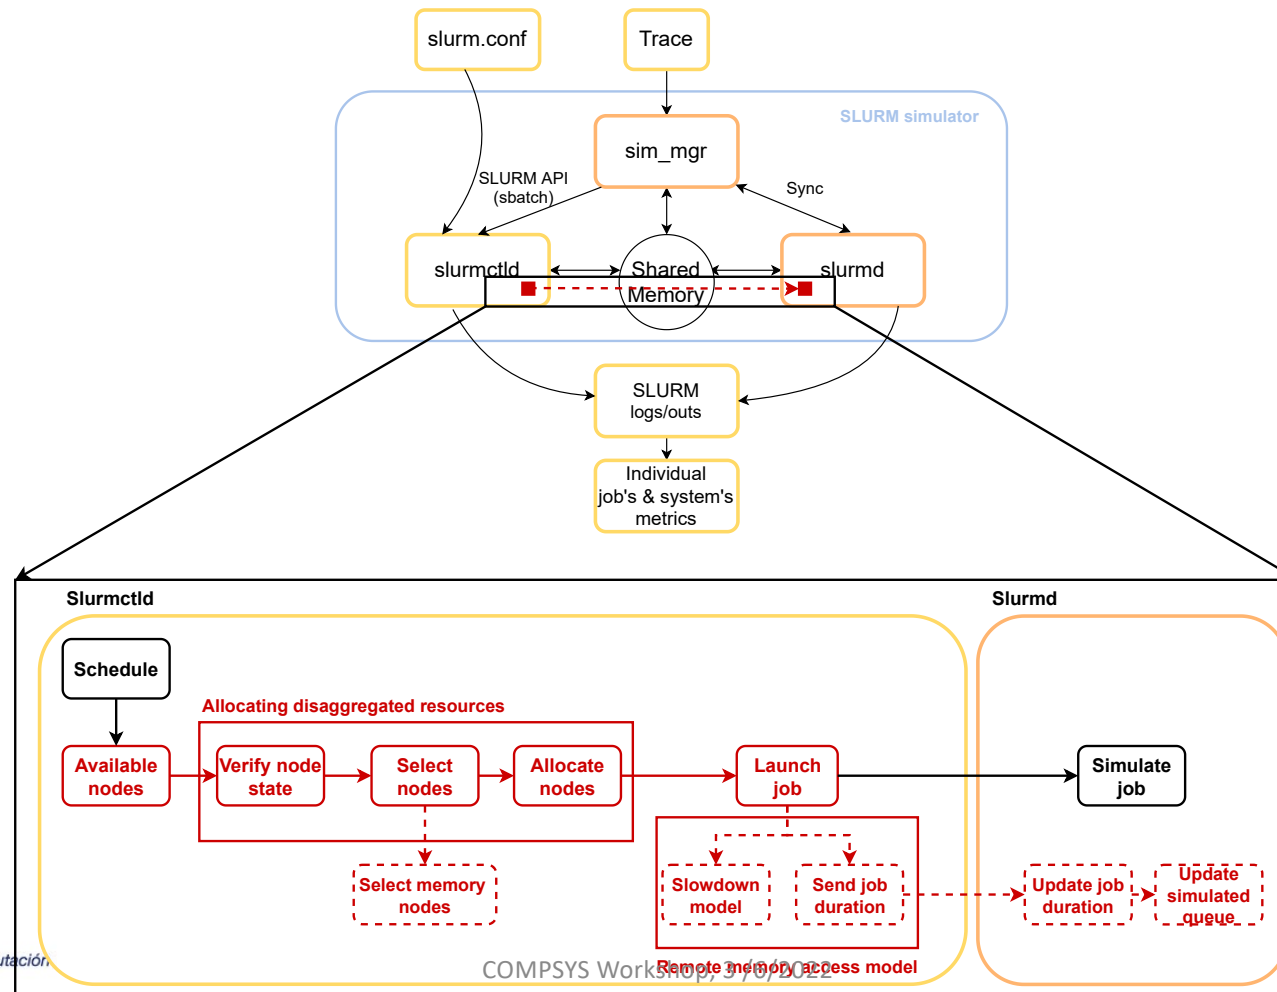 slurm.conf
Trace
SLURM simulator
sim_mgr
SLURM API
(sbatch)
Sync
slurmctld
Shared
Memory
slurmd
SLURM
logs/outs
Individual
job's & system's
metrics
Slurmctld
Slurmd
Schedule
Allocating disaggregated resources
Available
nodes
Verify node
state
Select
nodes
Allocate
nodes
Launch
job
Simulate
job
Select memory
nodes
Slowdown
model
Send job
duration
Update job
duration
Update
simulated
queue
Remote memory access model
COMPSYS Workshop, 3 /6/2022
utación